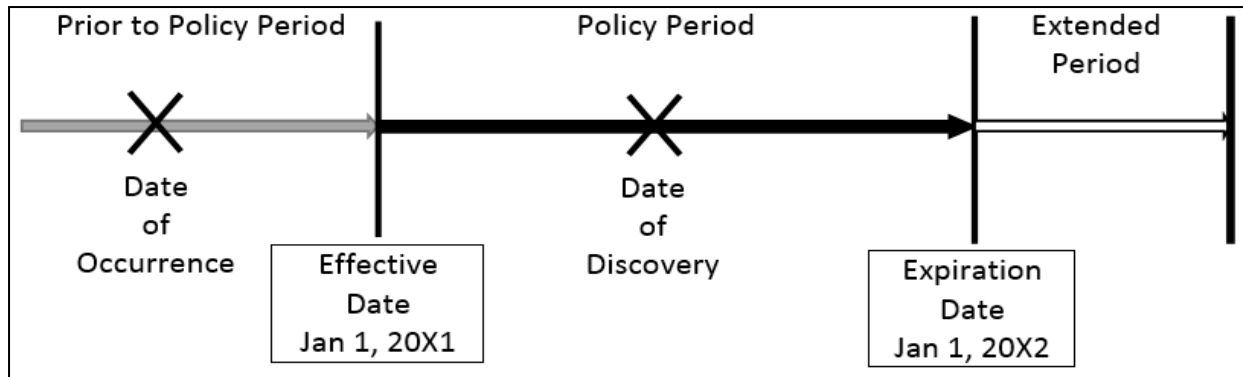 Prior to Policy Period
Policy Period
Extended
Period
Date
of
Occurrence
Effective
Date
Jan 1, 20X1
Date
of
Discovery
Expiration
Date
Jan 1, 20X2